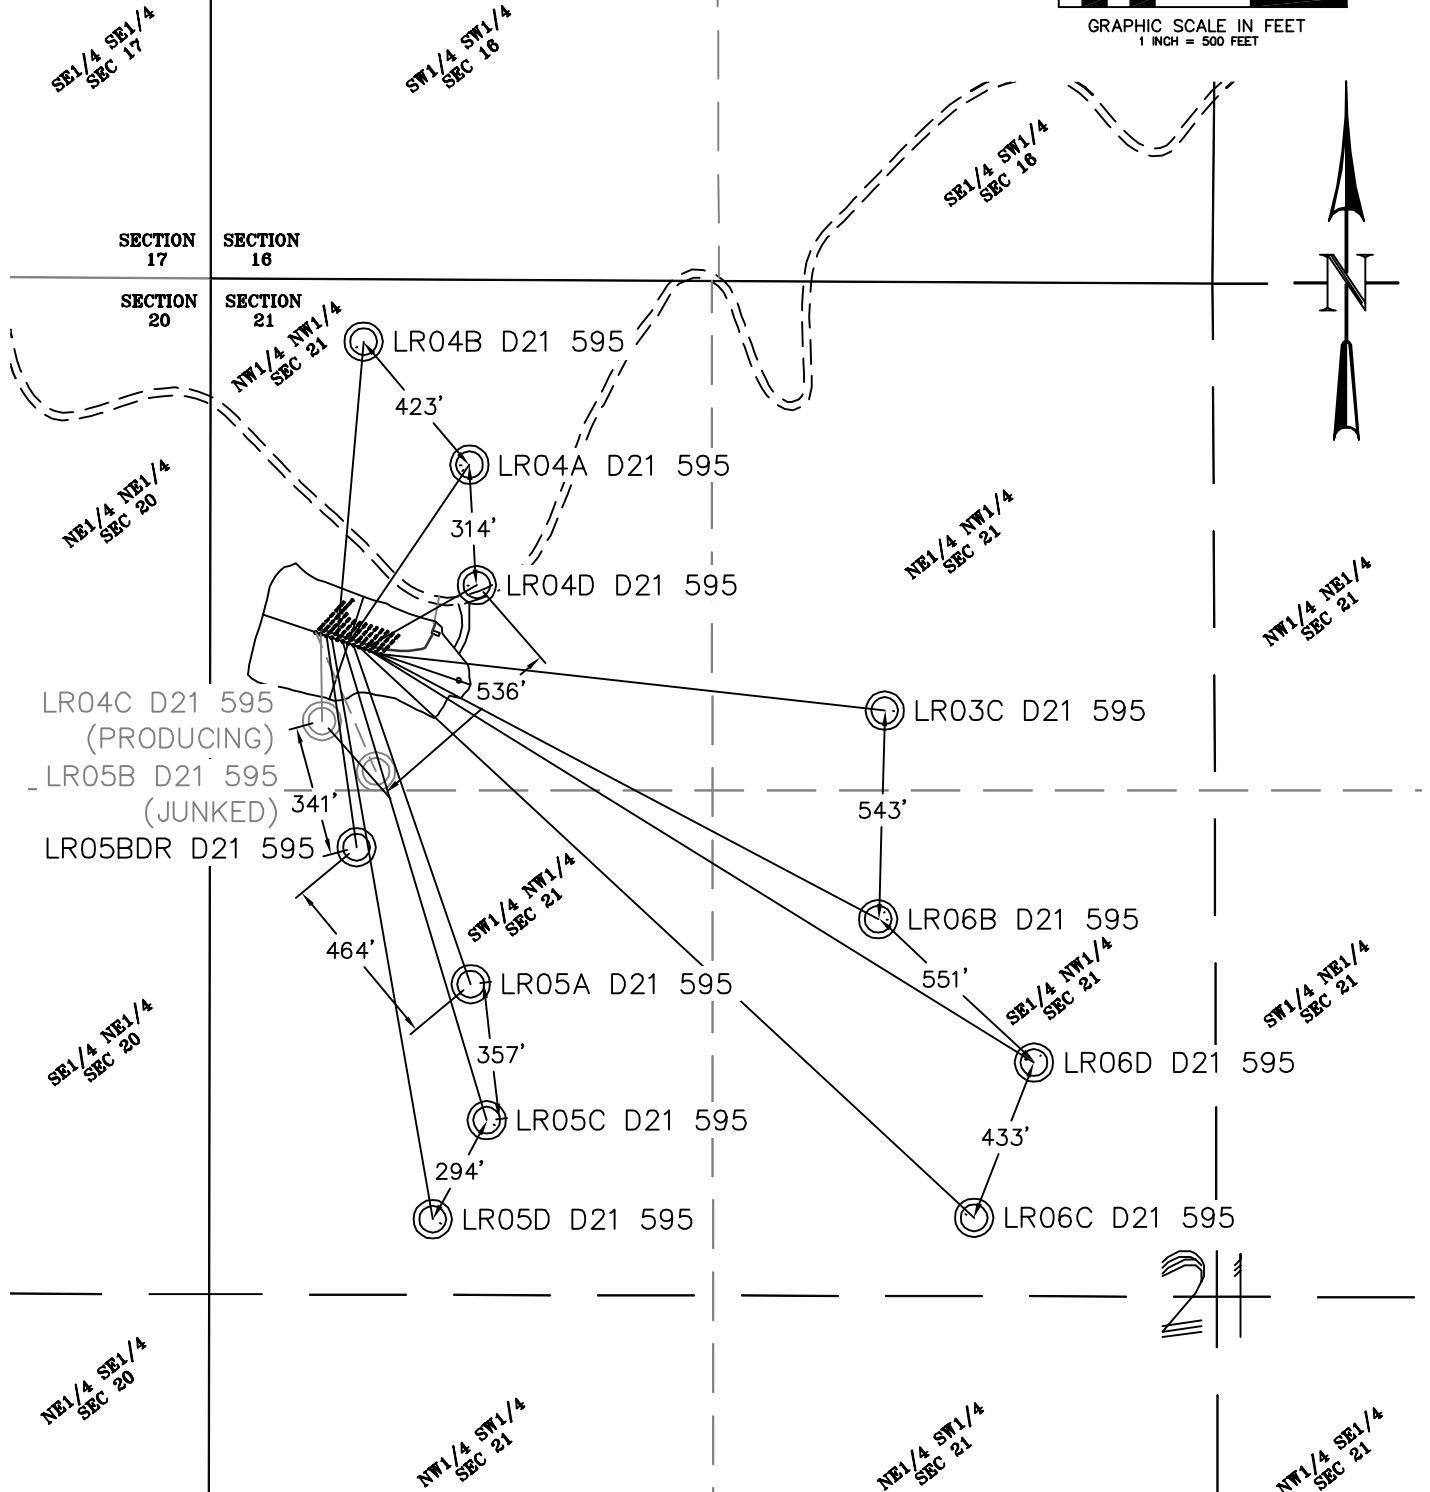 GRAPHIC SCALE IN FEET
1 INCH = 500 FEET
SE1/4 SE1/4
SEC 17
SW1/4 SW1/4
SEC 16
SE1/4 SW1/4
SEC 16
N
SECTION
17
SECTION
16
SECTION
20
SECTION
21
NW1/4 NW1/4
SEC 21
LR04B D21 595
423'
LR04A D21 595
NE1/4 NE1/4
SEC 20
314'
NE1/4 NW1/4
SEC 21
LR04D D21 595
NW1/4 NE1/4
SEC 21
536'
LR04C D21 595
(PRODUCING)
LR03C D21 595
LR05B D21 595
(JUNKED)
341'
543'
LR05BDR D21 595
SW1/4 NW1/4
SEC 21
LR06B D21 595
464'
551'
LR05A D21 595
SE1/4 NW1/4
SEC 21
SW1/4 NE1/4
SEC 21
SE1/4 NE1/4
SEC 20
357'
LR06D D21 595
LR05C D21 595
433'
294'
LR05D D21 595
LR06C D21 595
21
NE1/4 SE1/4
SEC 20
NW1/4 SW1/4
SEC 21
NE1/4 SW1/4
SEC 21
NW1/4 SE1/4
SEC 21